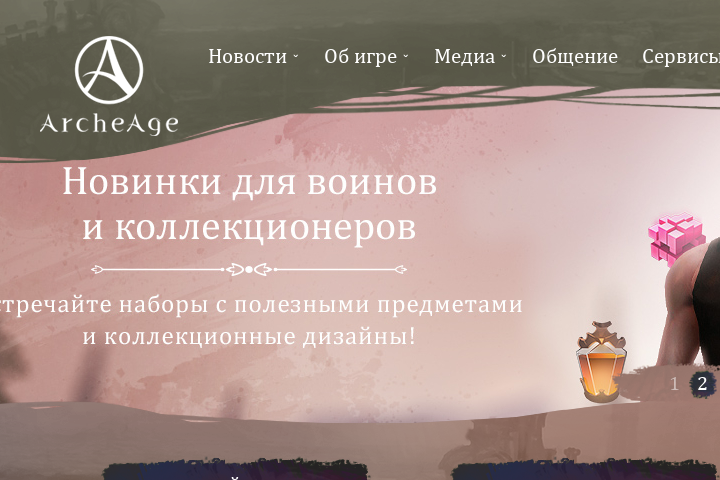 ArcheAge
Новости
Об игре
Медиа
Общение
Сервисы
Новинки для воинов
и коллекционеров
стречайте наборы с полезными предметами
и коллекционные дизайны!
1 2